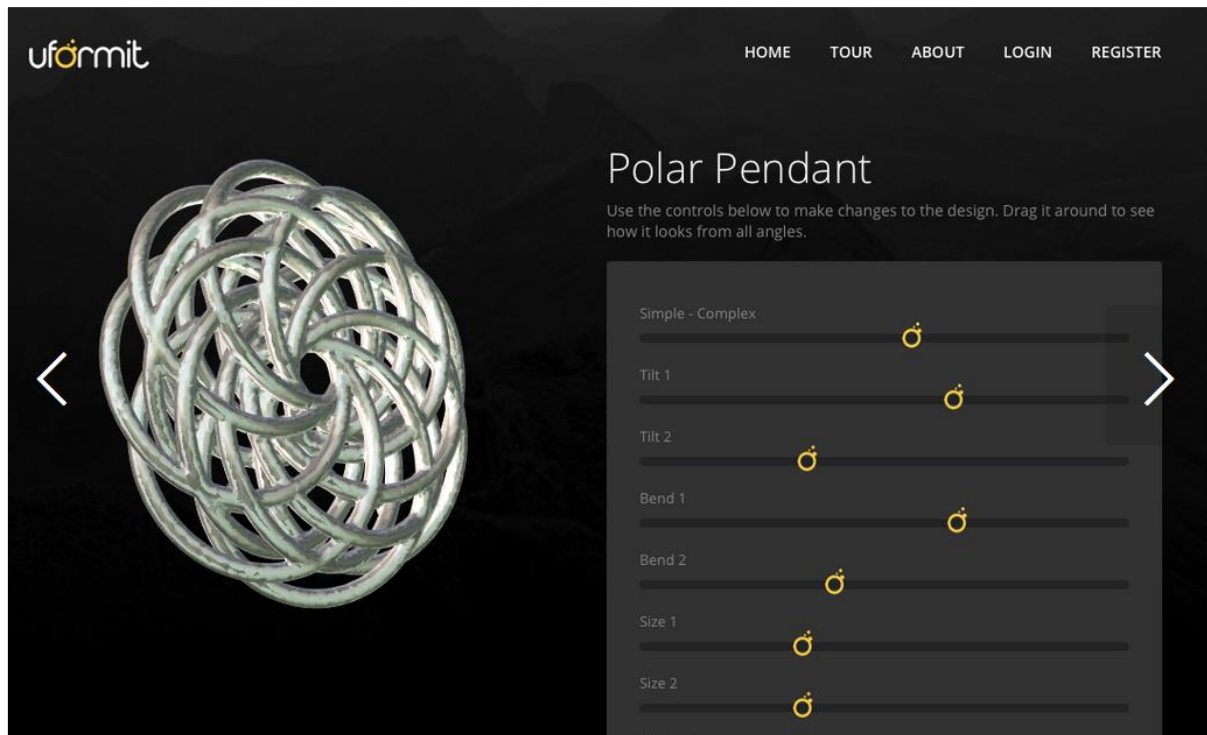 uformit
HOME TOUR ABOUT LOGIN REGISTER
Polar Pendant
Use the controls below to make changes to the design. Drag it around to see
how it looks from all angles.
Simple - Complex
Tilt 1
Tilt 2
Bend 1
Bend 2
Size 1
Size 2